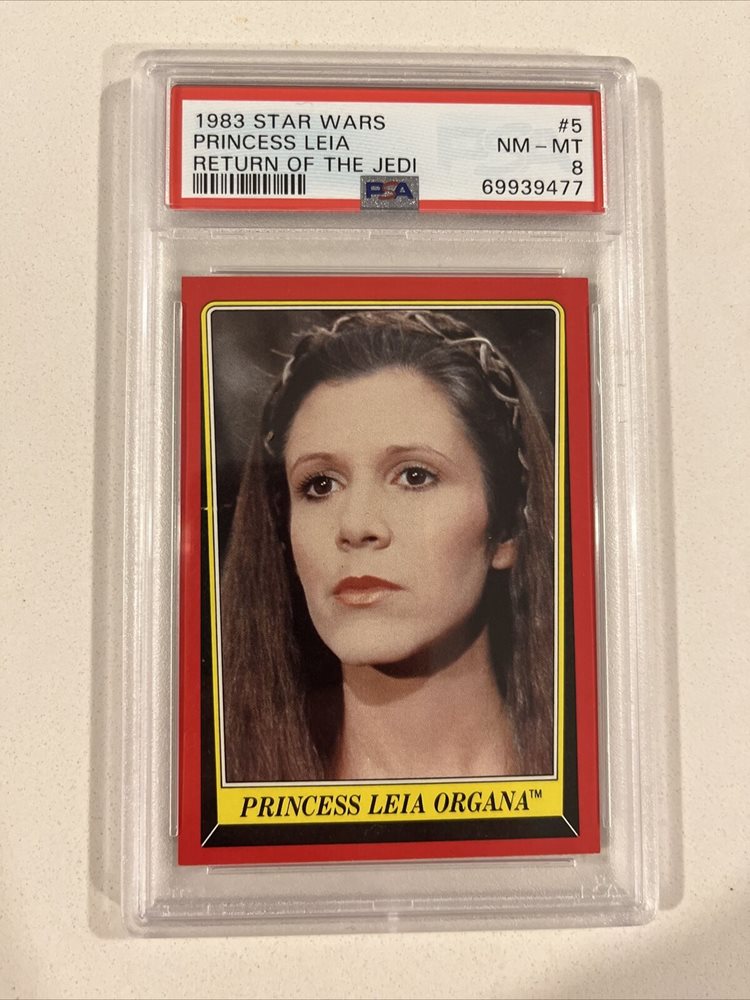 1983 STAR WARS #5
PRINCESS LEIA NM – MT
RETURN OF THE JEDI 8
PSA 69939477
PRINCESS LEIA ORGANA™